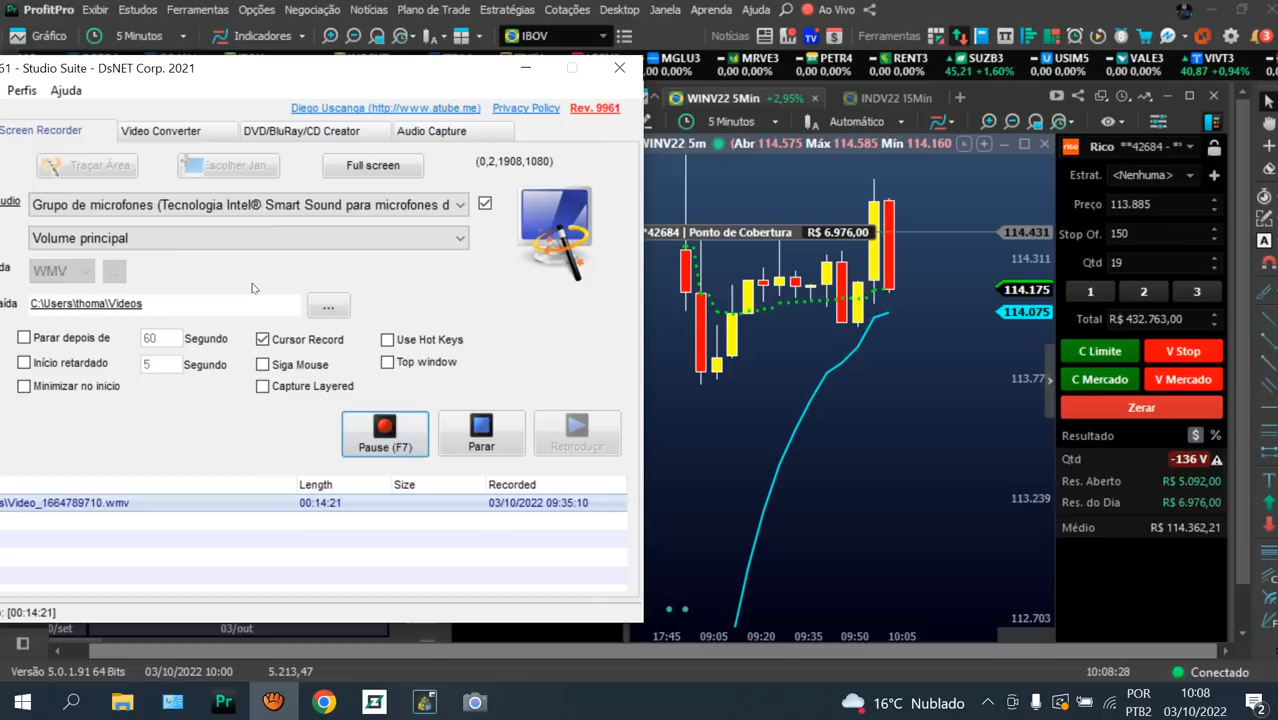 ProfitPro Exibir Estudos Ferramentas Opções Negociação Notícias Plano de Trade Estratégias Cotações Desktop Janela Aprenda Ajuda Ao Vivo
Gráfico 5 Minutos Indicadores IBOV Notícias Ferramentas
61 - Studio Suite - DsNET Corp. 2021
MGLU3 MRVE3 PETR4 RENT3 SUZB3 USIM5 VALE3 VIVT3
00 0,00% 0,00 0,00% 0,00 0,00% 0,00 0,00% 45,21 +1,60% 0,00 0,00% 0,00 0,00% 40,87 +0,94%
Perfis Ajuda
WINV22 5Min +2,95% INDV22 15Min
Diego Uscanga (http://www.atube.me) Privacy Policy Rev. 9961
5 Minutos Automático
Screen Recorder Video Converter DVD/BluRay/CD Creator Audio Capture
WINV22 5m (Abr 114.575 Máx 114.585 Mín 114.160
Rico **42684 - *
Traçar Área Escolher Jan... Full screen (0,2,1908,1080)
Estrat. <Nenhuma>
udio Grupo de microfones (Tecnologia Intel® Smart Sound para microfones d
Preço 113.885
Volume principal
*42684 | Ponto de Cobertura R$ 6.976,00 114.431
Stop Of. 150
114.311
Qtd 19
da WMV ...
114.175
1 2 3
aída C:\Users\thoma\Videos ...
114.075
Total R$ 432.763,00
Parar depois de 60 Segundo Cursor Record Use Hot Keys
C Limite V Stop
Início retardado 5 Segundo Siga Mouse Top window
113.77
C Mercado V Mercado
Minimizar no inicio Capture Layered
Zerar
Pause (F7) Parar Reproducir
Resultado $ %
Qtd -136 V
Res. Aberto R$ 5.092,00
Length Size Recorded
113.239
Res. do Dia R$ 6.976,00
s\Video_1664789710.wmv 00:14:21 03/10/2022 09:35:10
Médio R$ 114.362,21
: [00:14:21]
112.703
0/set 03/out
17:45 09:05 09:20 09:35 09:50 10:05
Versão 5.0.1.91 64 Bits 03/10/2022 10:00 5.213,47 10:08:28 Conectado
Pr 16°C Nublado POR 10:08
PTB2 03/10/2022 2